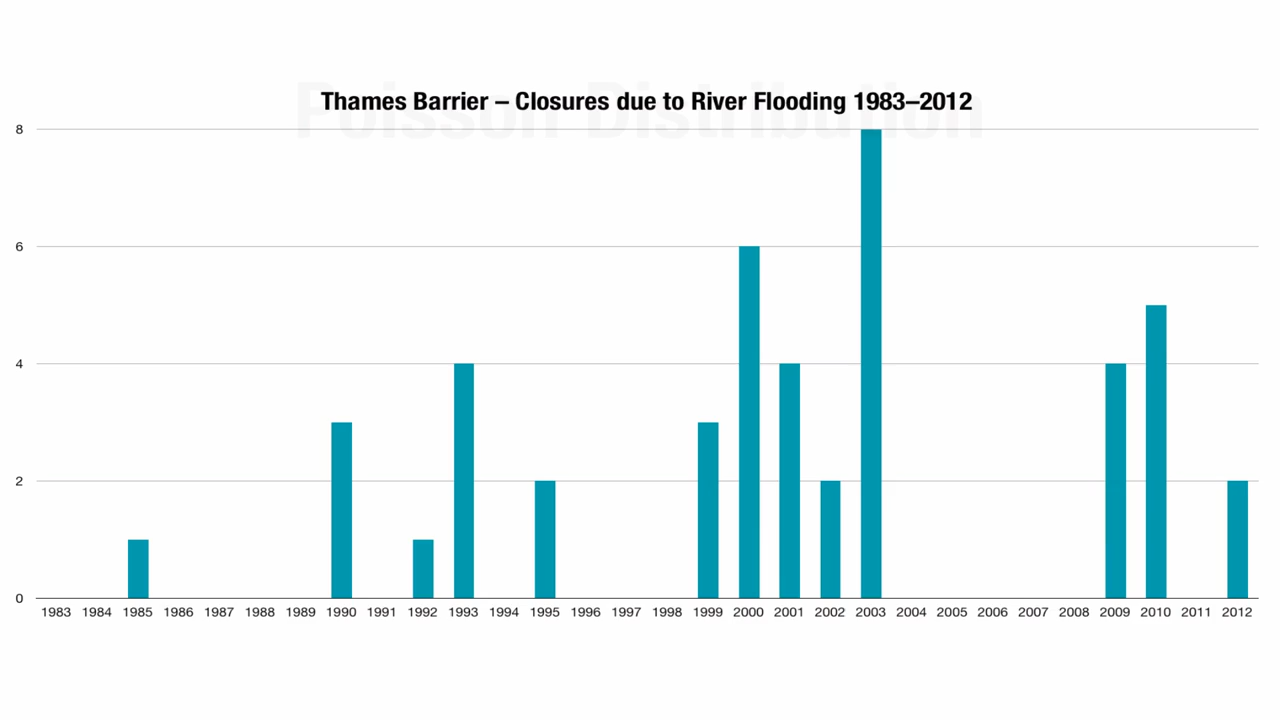 Poisson Distribution
Thames Barrier – Closures due to River Flooding 1983–2012
8
6
4
2
0
1983 1984 1985 1986 1987 1988 1989 1990 1991 1992 1993 1994 1995 1996 1997 1998 1999 2000 2001 2002 2003 2004 2005 2006 2007 2008 2009 2010 2011 2012